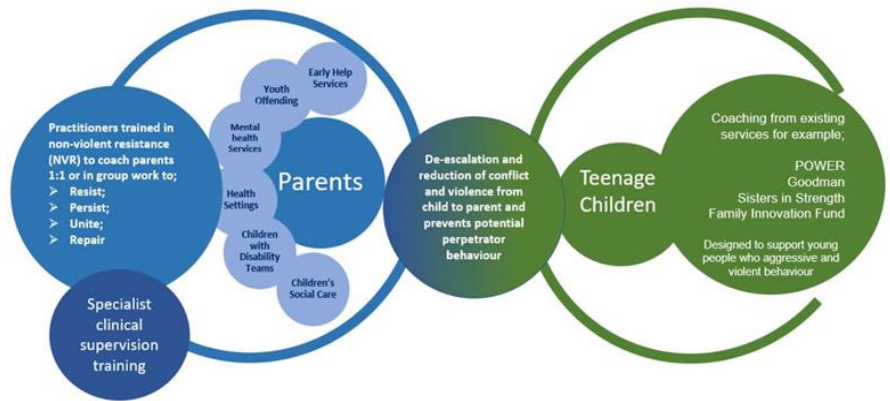 Practitioners trained in
non-violent resistance
(NVR) to coach parents
1:1 or in group work to;
➢ Resist;
➢ Persist;
➢ Unite;
➢ Repair
Specialist
clinical
supervision
training
Early Help
Services
Youth
Offending
Mental
health
Services
Health
Settings
Children
with
Disability
Teams
Children's
Social Care
Parents
De-escalation and
reduction of conflict
and violence from
child to parent and
prevents potential
perpetrator
behaviour
Teenage
Children
Coaching from existing
services for example;
POWER
Goodman
Sisters in Strength
Family Innovation Fund
Designed to support young
people who aggressive and
violent behaviour